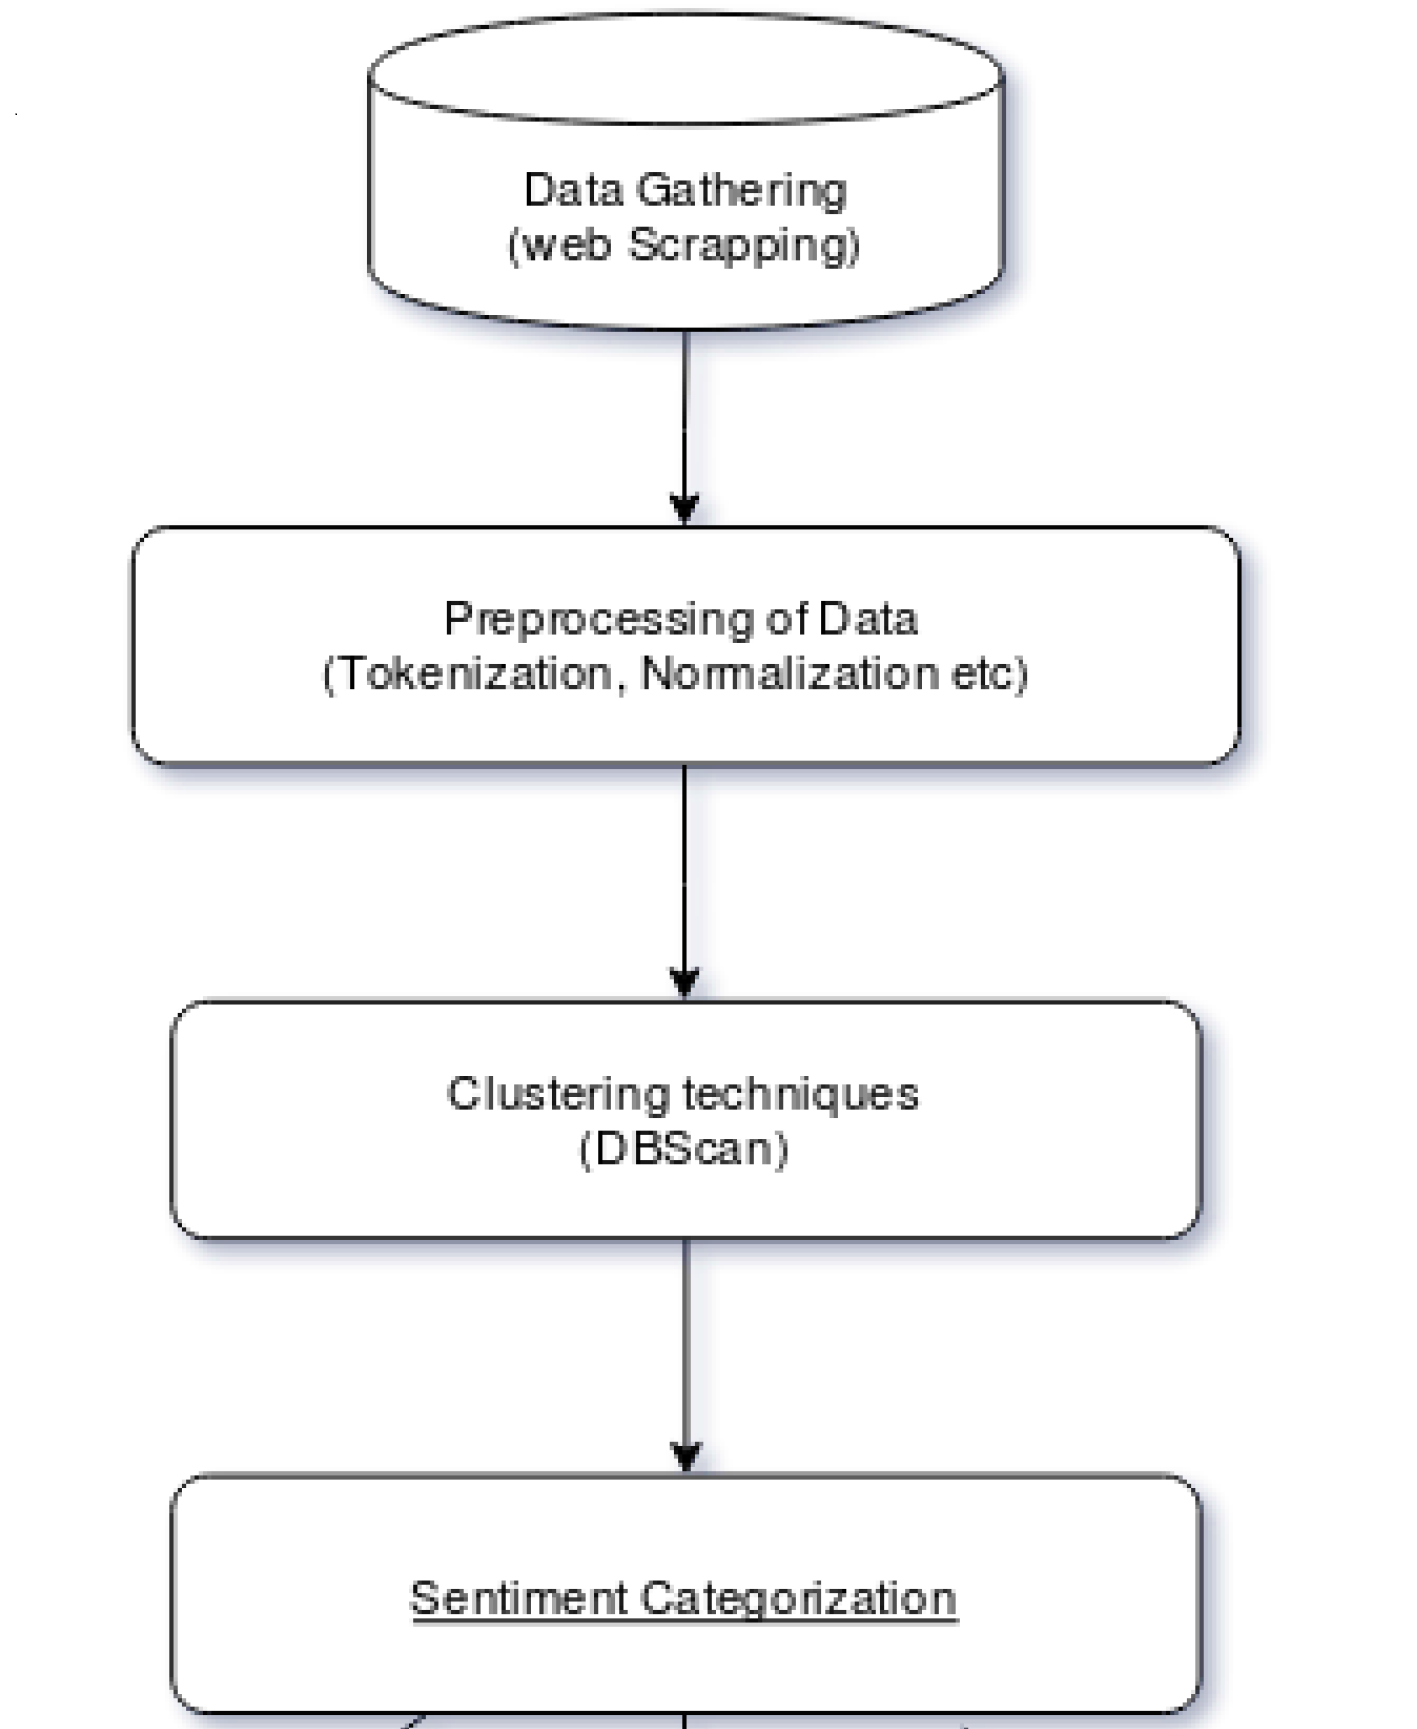 Data Gathering
(web Scrapping)
Preprocessing of Data
(Tokenization, Normalization etc)
Clustering techniques
(DBScan)
Sentiment Categorization